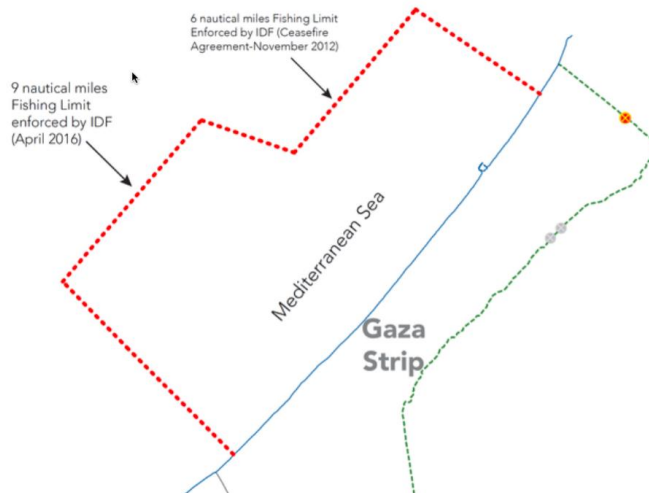 6 nautical miles Fishing Limit
Enforced by IDF (Ceasefire
Agreement-November 2012)
9 nautical miles
Fishing Limit
enforced by IDF
(April 2016)
Mediterranean Sea
Gaza
Strip